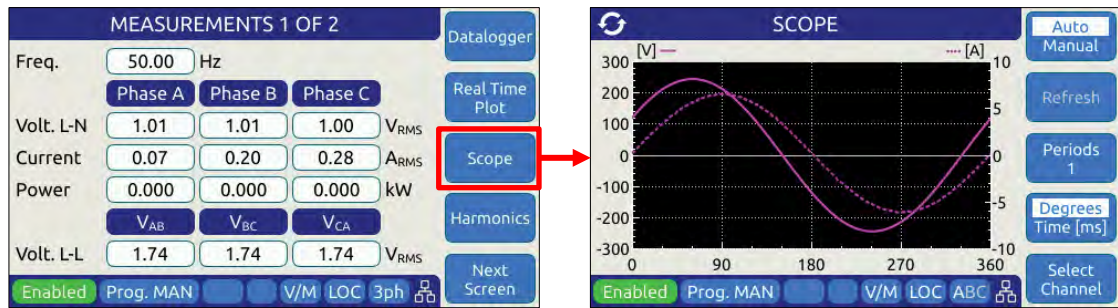 MEASUREMENTS 1 OF 2
Datalogger
Freq. 50.00 Hz
Phase A Phase B Phase C
Real Time
Plot
Volt. L-N 1.01 1.01 1.00 VRMS
Current 0.07 0.20 0.28 ARMS
Scope
Power 0.000 0.000 0.000 kW
VAB VBC VCA
Harmonics
Volt. L-L 1.74 1.74 1.74 VRMS
Next
Screen
Enabled Prog. MAN V/M LOC 3ph
SCOPE
Auto
Manual
[V] [A]
300 10
200
Refresh
5
100
Periods
1
0 0
-100
-5
Degrees
Time [ms]
-200
-300 -10
0 90 180 270 360
Select
Channel
Enabled Prog. MAN V/M LOC ABC